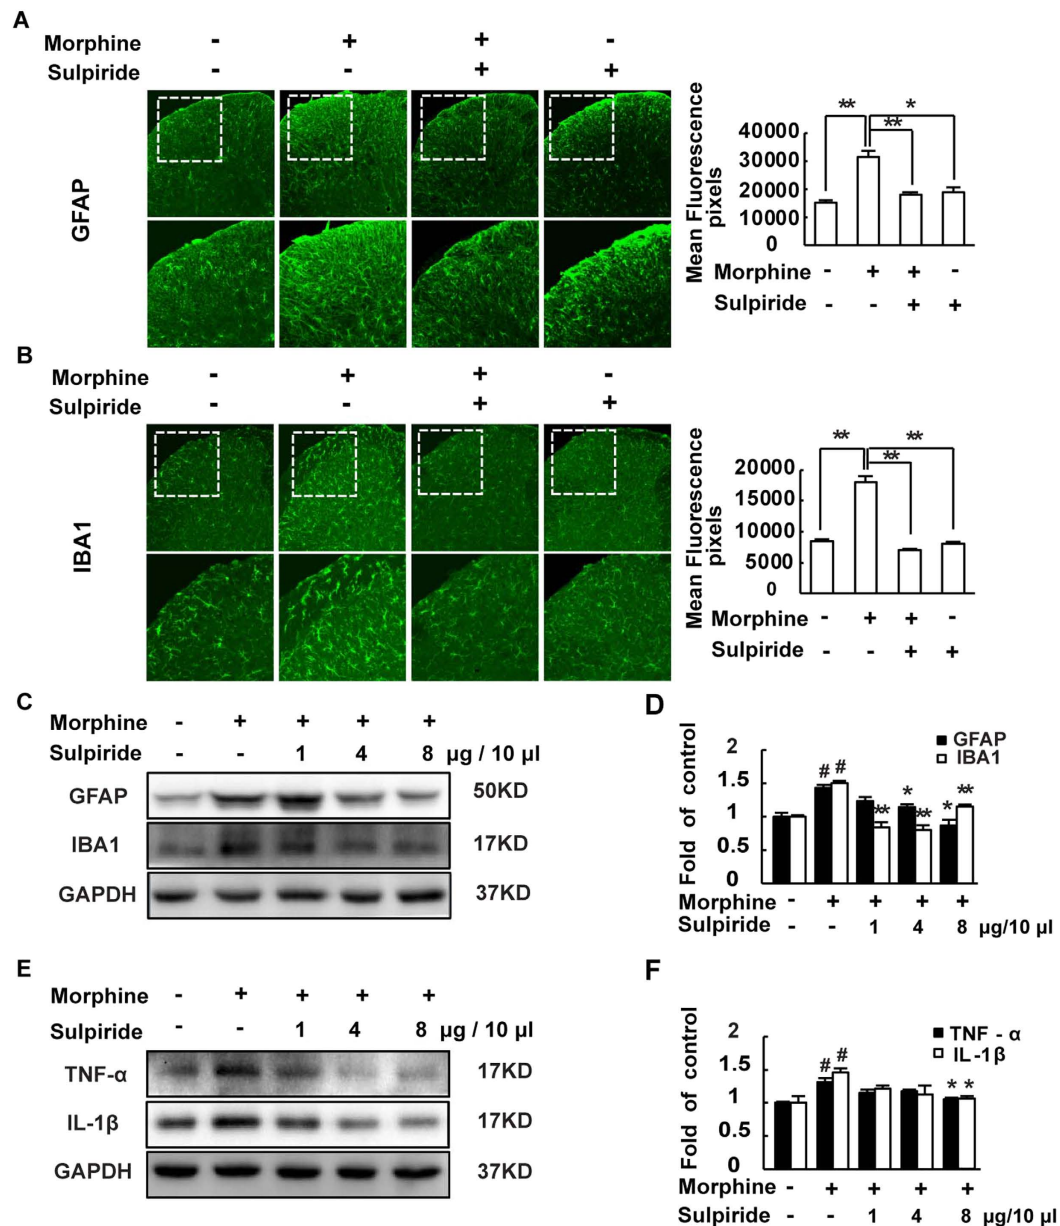 A
Morphine - + + -
Sulpiride - - + +
GFAP
Mean Fluorescence
pixels
40000
30000
20000
10000
0
** *
**
Morphine - + + -
Sulpiride - - + +
B
Morphine - + + -
Sulpiride - - + +
IBA1
Mean Fluorescence
pixels
20000
15000
10000
5000
0
** **
**
Morphine - + + -
Sulpiride - - + +
C
Morphine - + + + +
Sulpiride - - 1 4 8 μg / 10 μl
GFAP 50KD
IBA1 17KD
GAPDH 37KD
D
Fold of control
2
1.5
1
0.5
0
GFAP
IBA1
# # ** * ** * **
Morphine - + + + +
Sulpiride - - 1 4 8 μg/10 μl
E
Morphine - + + + +
Sulpiride - - 1 4 8 μg / 10 μl
TNF-α 17KD
IL-1β 17KD
GAPDH 37KD
F
Fold of control
2
1.5
1
0.5
0
TNF - α
IL-1β
# # * *
Morphine - + + + +
Sulpiride - - 1 4 8 μg/10 μl